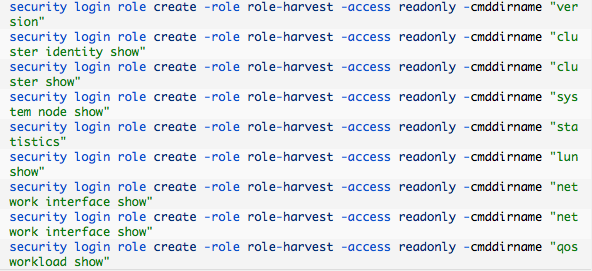 security login role create -role role-harvest -access readonly -cmddirname "ver
sion"
security login role create -role role-harvest -access readonly -cmddirname "clu
ster identity show"
security login role create -role role-harvest -access readonly -cmddirname "clu
ster show"
security login role create -role role-harvest -access readonly -cmddirname "sys
tem node show"
security login role create -role role-harvest -access readonly -cmddirname "sta
tistics"
security login role create -role role-harvest -access readonly -cmddirname "lun
show"
security login role create -role role-harvest -access readonly -cmddirname "net
work interface show"
security login role create -role role-harvest -access readonly -cmddirname "net
work interface show"
security login role create -role role-harvest -access readonly -cmddirname "qos
workload show"